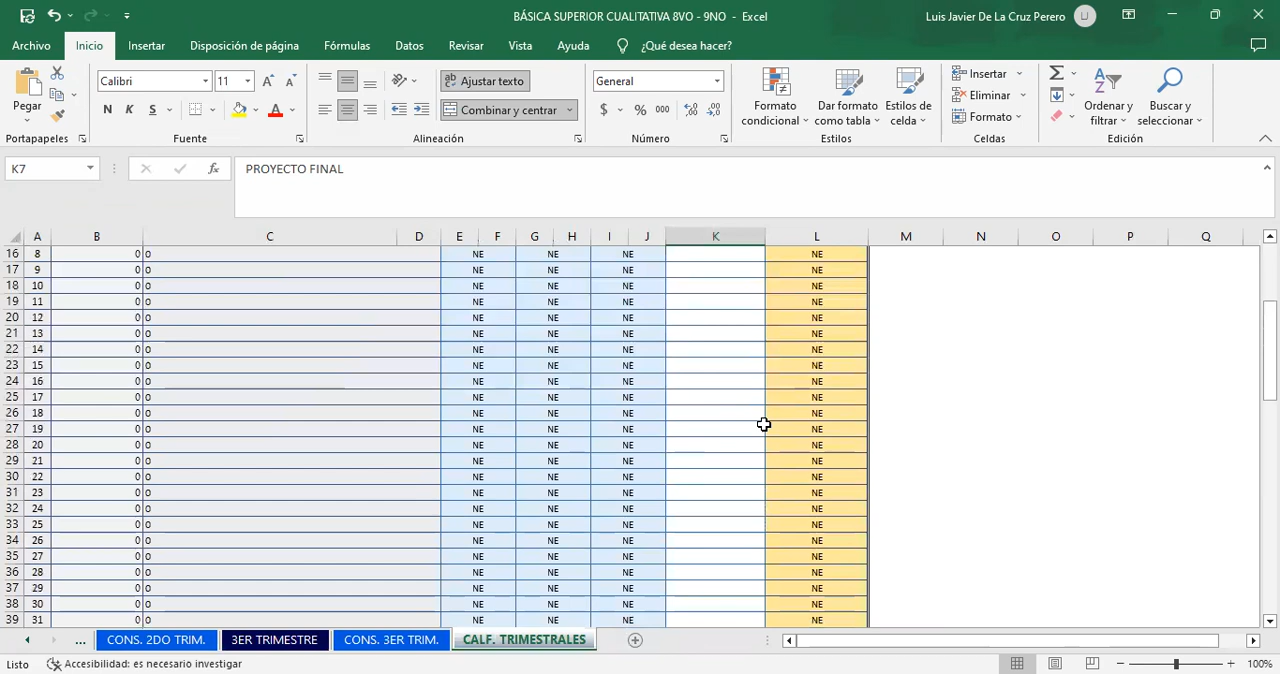 BÁSICA SUPERIOR CUALITATIVA 8VO - 9NO - Excel
Luis Javier De La Cruz Perero
LJ
Archivo Inicio Insertar Disposición de página Fórmulas Datos Revisar Vista Ayuda ¿Qué desea hacer?
Pegar
Calibri 11
N K S
Ajustar texto
Combinar y centrar
General
$ % 000
Formato condicional
Dar formato como tabla
Estilos de celda
Insertar
Eliminar
Formato
Ordenar y filtrar
Buscar y seleccionar
Portapapeles Fuente Alineación Número Estilos Celdas Edición
K7 fx PROYECTO FINAL
A B C D E F G H I J K L M N O P Q
16 8 0 0 NE NE NE NE
17 9 0 0 NE NE NE NE
18 10 0 0 NE NE NE NE
19 11 0 0 NE NE NE NE
20 12 0 0 NE NE NE NE
21 13 0 0 NE NE NE NE
22 14 0 0 NE NE NE NE
23 15 0 0 NE NE NE NE
24 16 0 0 NE NE NE NE
25 17 0 0 NE NE NE NE
26 18 0 0 NE NE NE NE
27 19 0 0 NE NE NE NE
28 20 0 0 NE NE NE NE
29 21 0 0 NE NE NE NE
30 22 0 0 NE NE NE NE
31 23 0 0 NE NE NE NE
32 24 0 0 NE NE NE NE
33 25 0 0 NE NE NE NE
34 26 0 0 NE NE NE NE
35 27 0 0 NE NE NE NE
36 28 0 0 NE NE NE NE
37 29 0 0 NE NE NE NE
38 30 0 0 NE NE NE NE
39 31 0 0 NE NE NE NE
... CONS. 2DO TRIM. 3ER TRIMESTRE CONS. 3ER TRIM. CALF. TRIMESTRALES
Listo Accesibilidad: es necesario investigar 100%